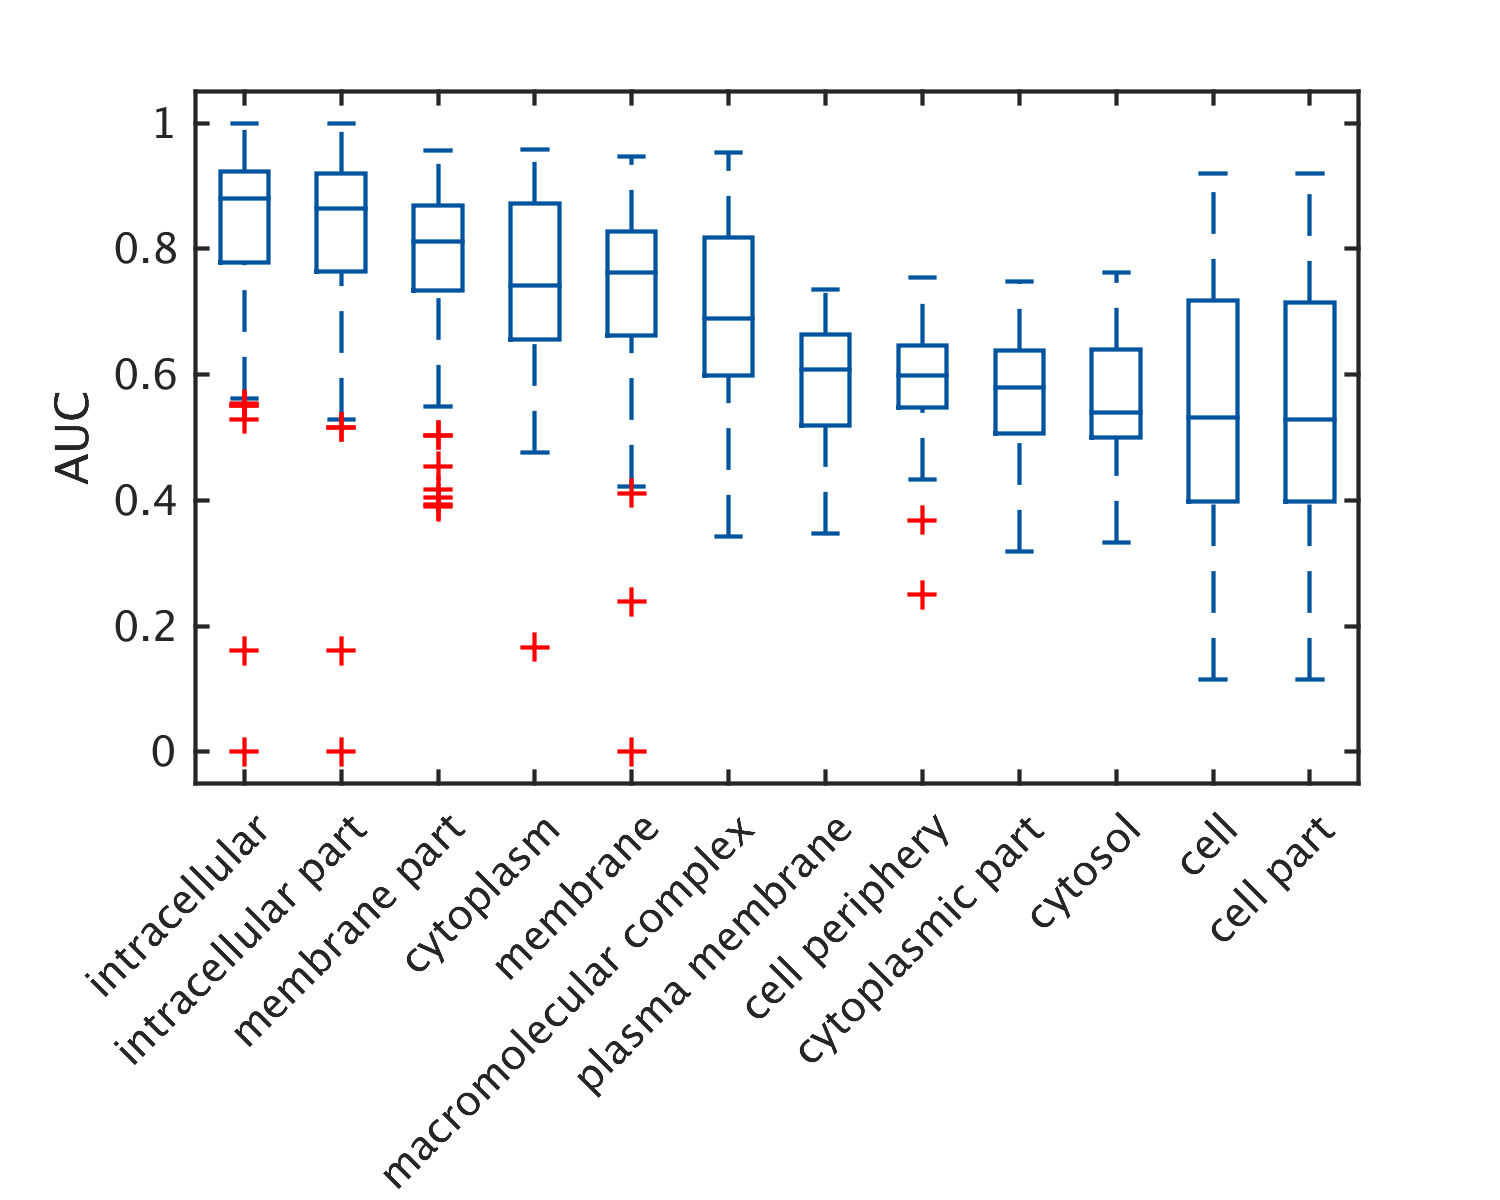 1
0.8
0.6
0.4
0.2
0
AUC
intracellular
intracellular part
membrane part
cytoplasm
membrane
macromolecular complex
plasma membrane
cell periphery
cytoplasmic part
cytosol
cell
cell part